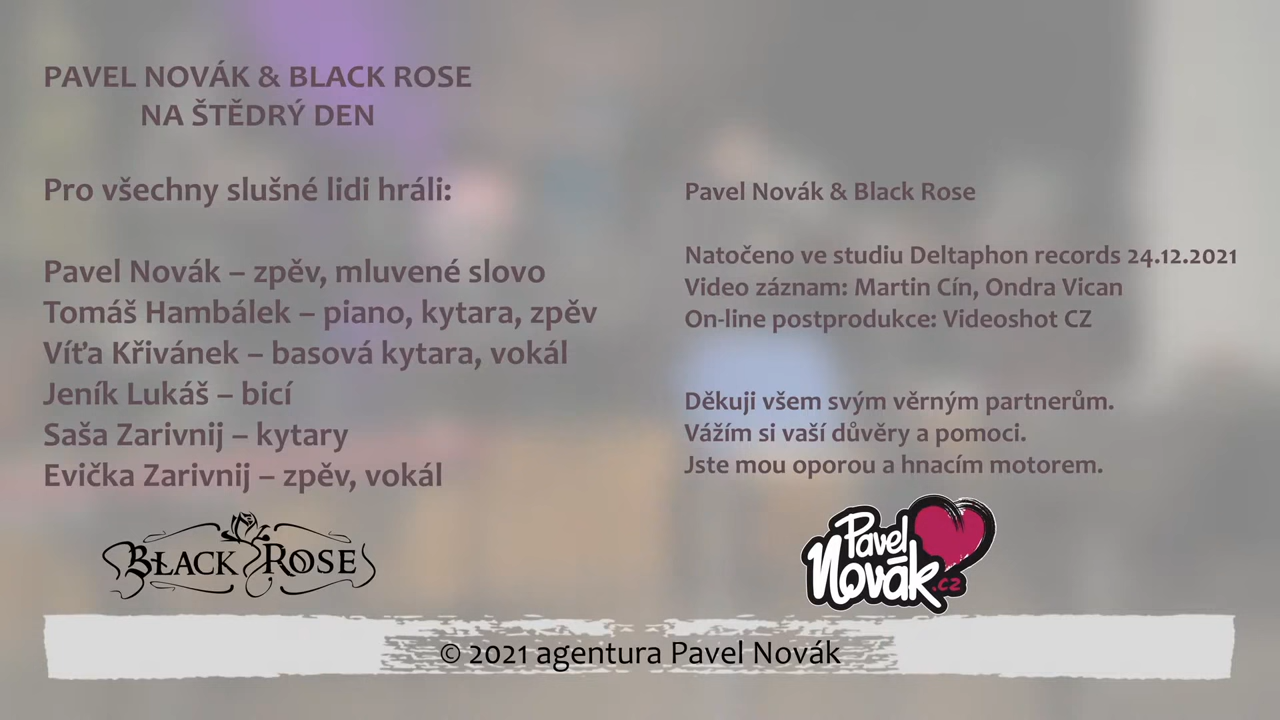 PAVEL NOVÁK & BLACK ROSE
NA ŠTĚDRÝ DEN
Pro všechny slušné lidi hráli:
Pavel Novák – zpěv, mluvené slovo
Tomáš Hambálek – piano, kytara, zpěv
Víťa Křivánek – basová kytara, vokál
Jeník Lukáš – bicí
Saša Zarivnij – kytary
Evička Zarivnij – zpěv, vokál
BLACK ROSE
Pavel Novák & Black Rose
Natočeno ve studiu Deltaphon records 24.12.2021
Video záznam: Martin Cín, Ondra Vican
On-line postprodukce: Videoshot CZ
Děkuji všem svým věrným partnerům.
Vážím si vaší důvěry a pomoci.
Jste mou oporou a hnacím motorem.
Pavel
Novák.cz
© 2021 agentura Pavel Novák